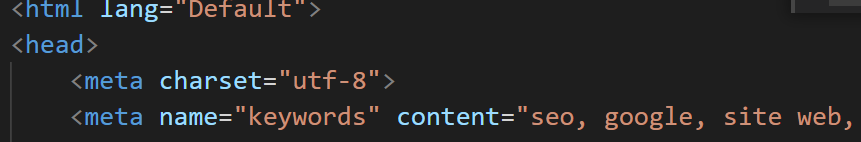 <html lang="Default">
<head>
<meta charset="utf-8">
<meta name="keywords" content="seo, google, site web,